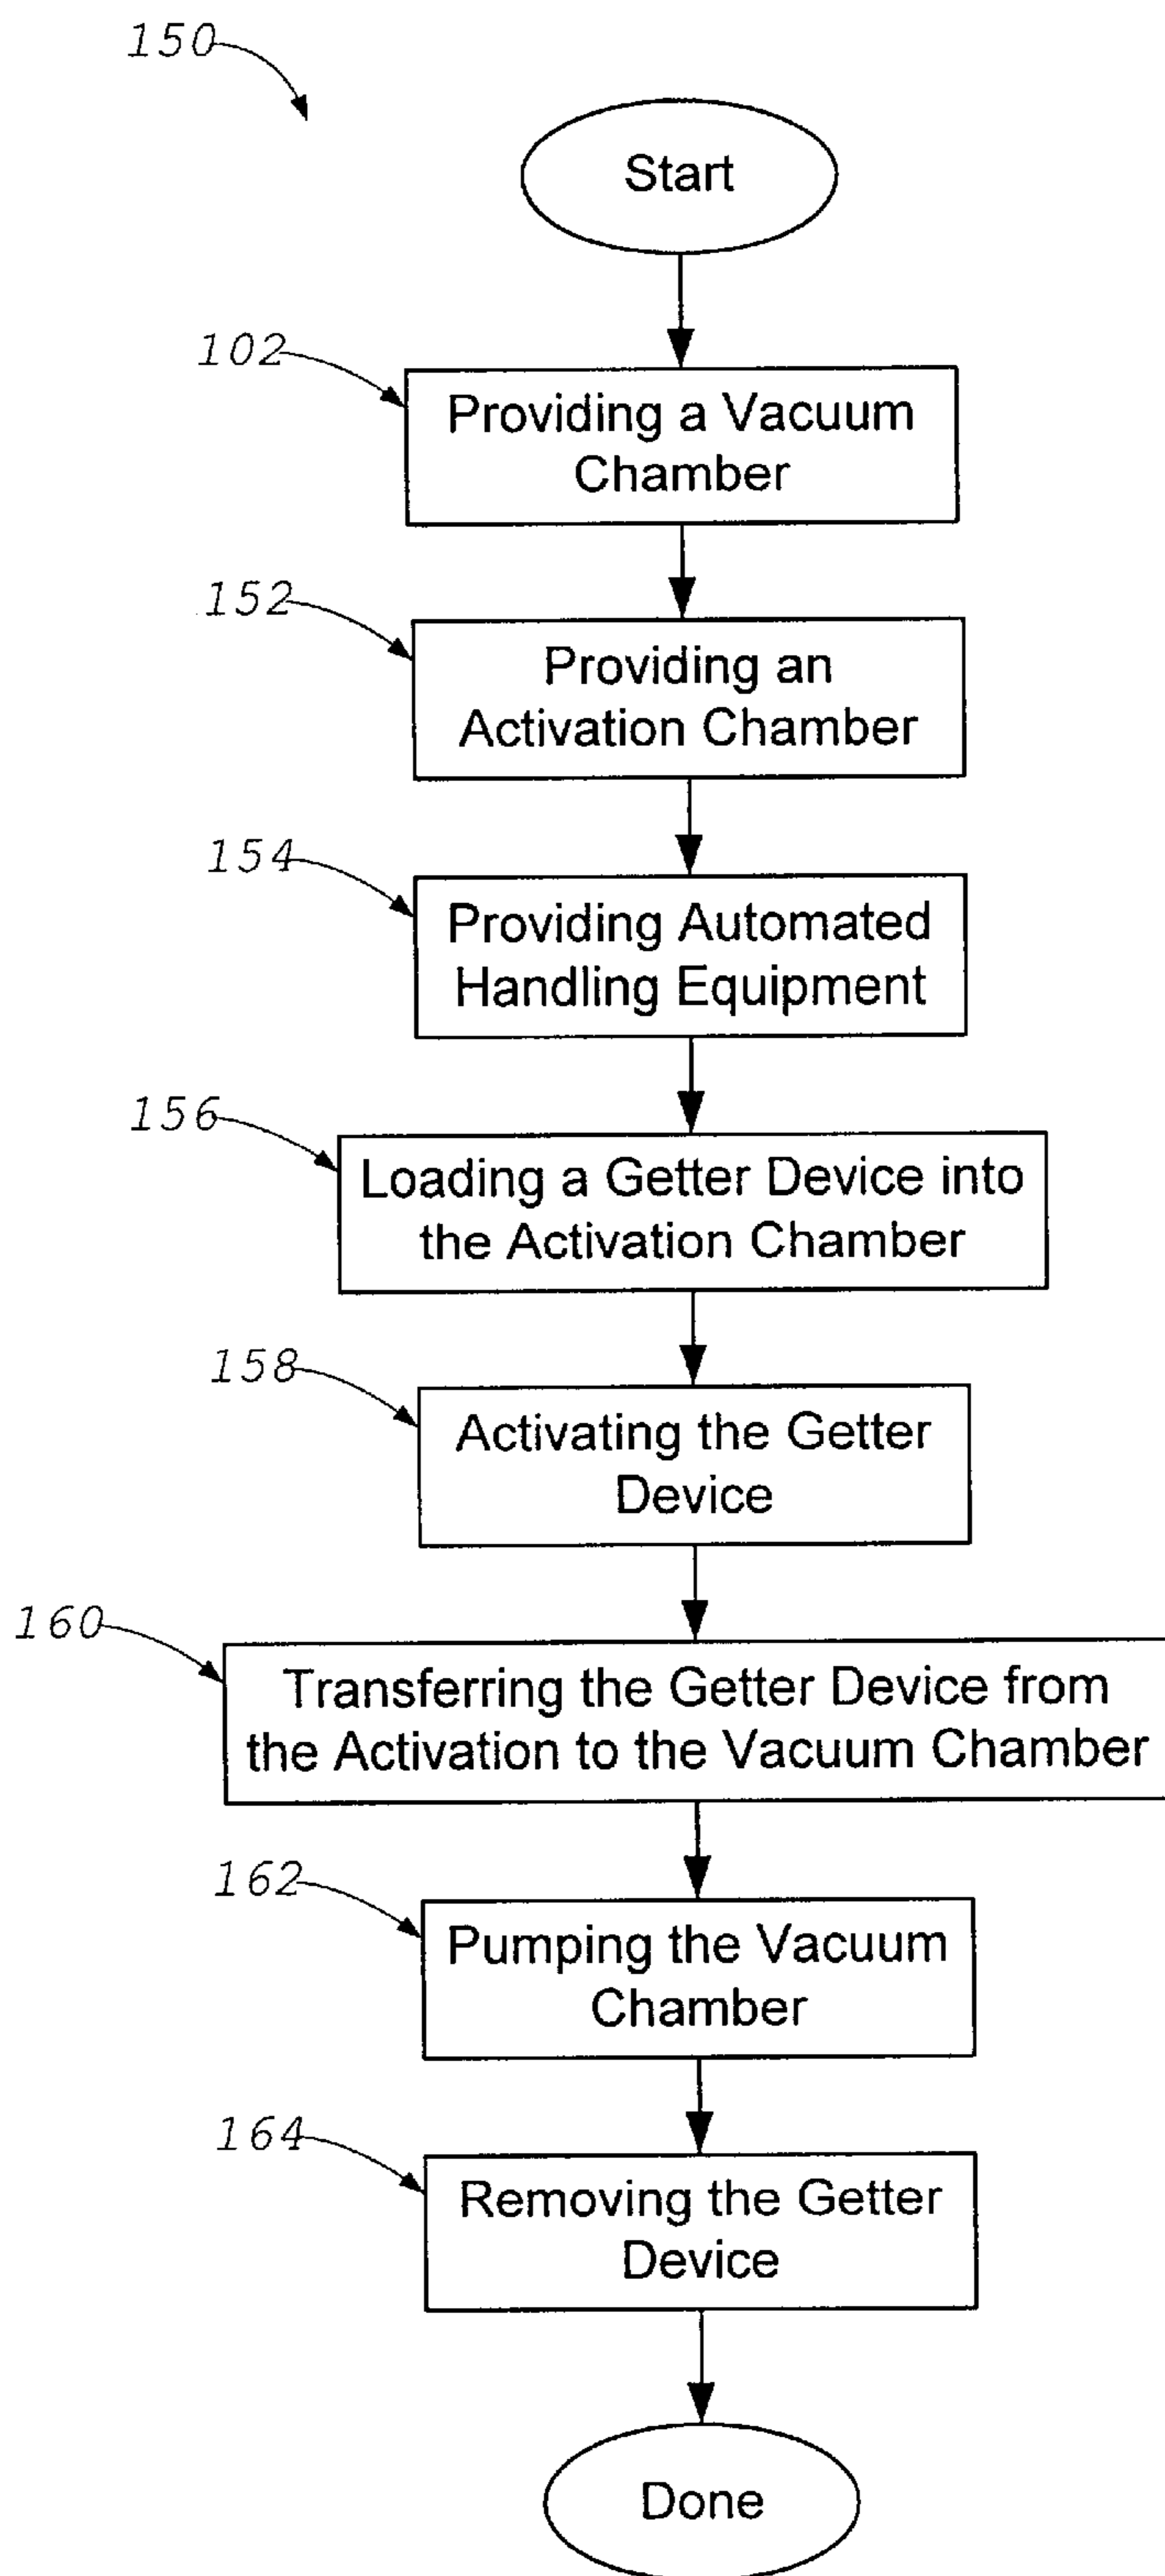 150
Start
102
Providing a Vacuum
Chamber
152
Providing an
Activation Chamber
154
Providing Automated
Handling Equipment
156
Loading a Getter Device into
the Activation Chamber
158
Activating the Getter
Device
160
Transferring the Getter Device from
the Activation to the Vacuum Chamber
162
Pumping the Vacuum
Chamber
164
Removing the Getter
Device
Done